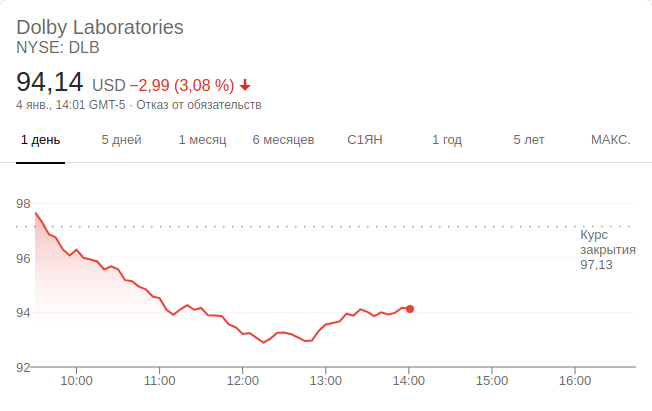 Dolby Laboratories
NYSE: DLB
94,14 USD −2,99 (3,08 %)
4 янв., 14:01 GMT-5 · Отказ от обязательств
1 день 5 дней 1 месяц 6 месяцев С1ЯН 1 год 5 лет МАКС.
98
96
94
92
Курс
закрытия
97,13
10:00 11:00 12:00 13:00 14:00 15:00 16:00